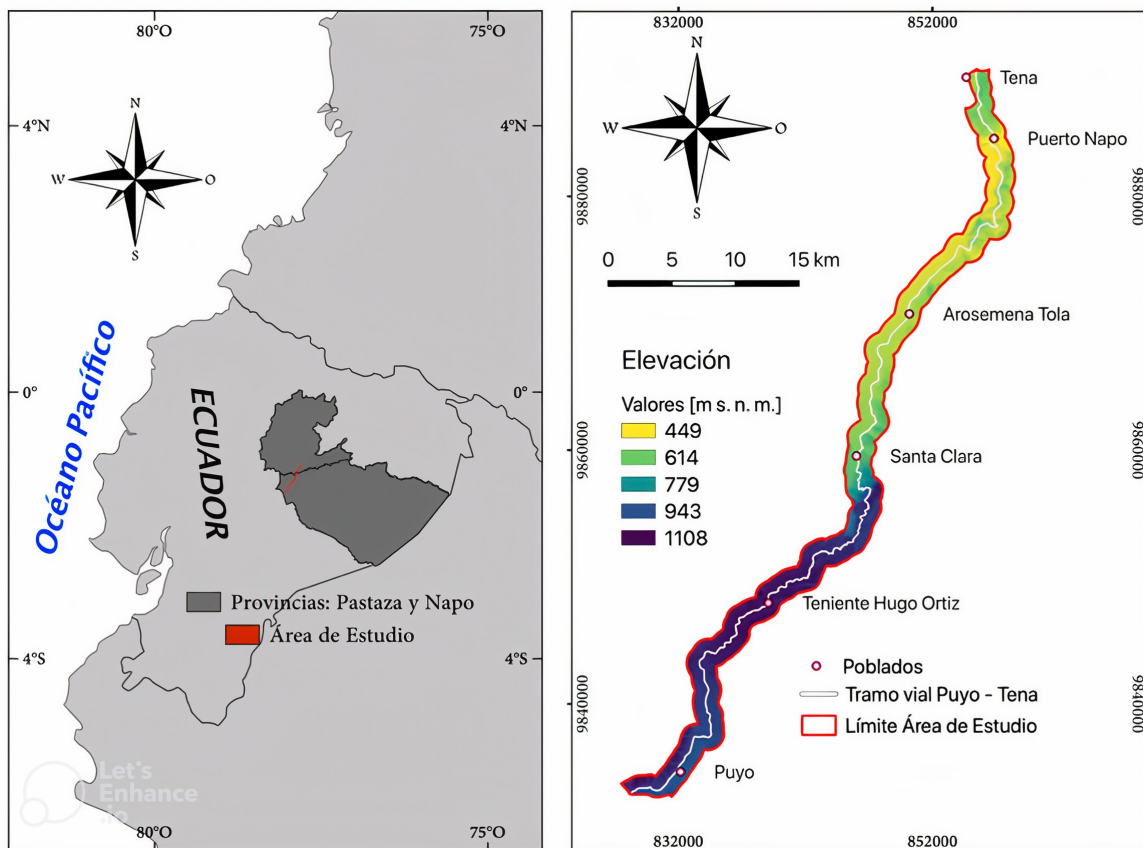 80°O
75°O
N
W
O
S
4°N
4°N
Océano Pacífico
ECUADOR
0°
0°
Provincias: Pastaza y Napo
Área de Estudio
4°S
4°S
Let's
Enhance
.io
80°O
75°O
832000
852000
N
W
O
S
Tena
Puerto Napo
9880000
9880000
0
5
10
15 km
Arosemena Tola
Elevación
Valores [m s. n. m.]
449
614
779
943
1108
9860000
9860000
Santa Clara
Teniente Hugo Ortiz
Poblados
Tramo vial Puyo - Tena
Límite Área de Estudio
9840000
9840000
Puyo
832000
852000